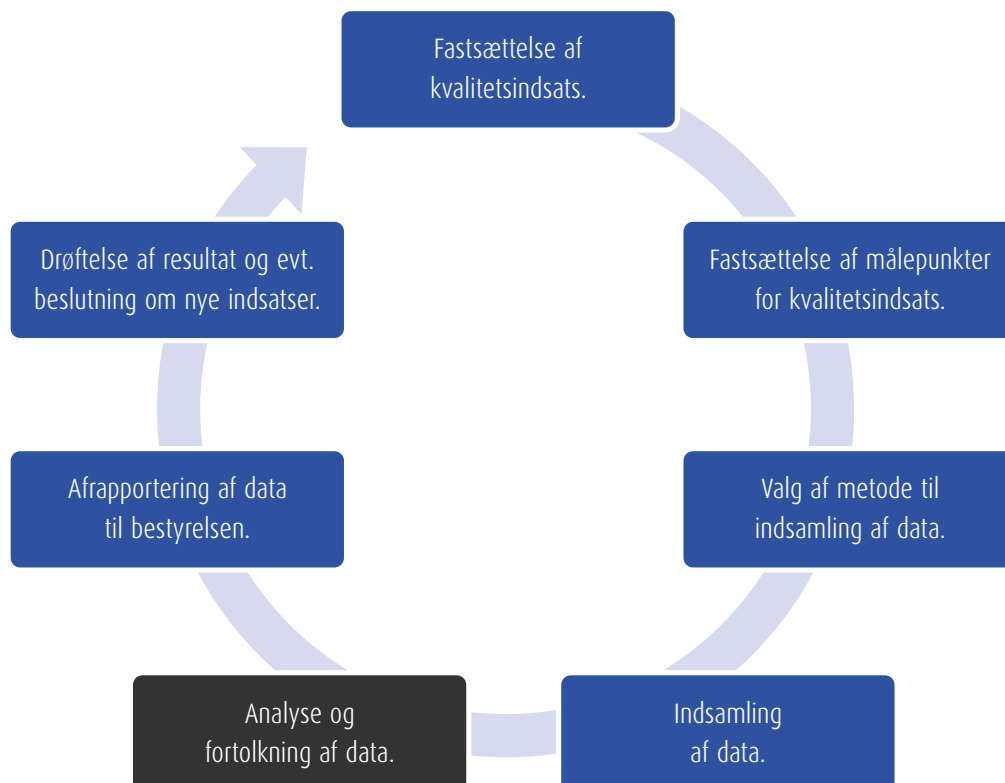 Fastsættelse af
kvalitetsindsats.
Fastsættelse af målepunkter
for kvalitetsindsats.
Valg af metode til
indsamling af data.
Indsamling
af data.
Analyse og
fortolkning af data.
Afrapportering af data
til bestyrelsen.
Drøftelse af resultat og evt.
beslutning om nye indsatser.